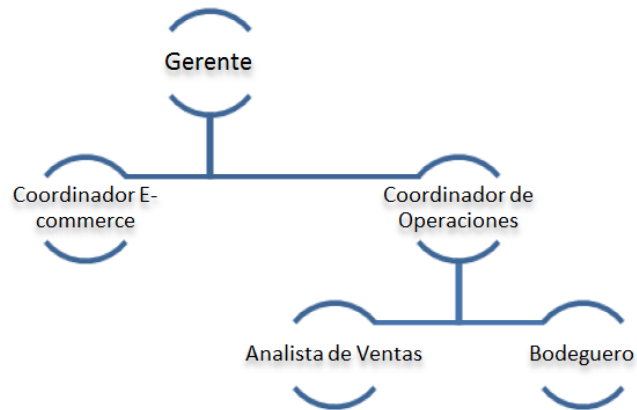 Gerente
Coordinador E-
commerce
Coordinador de
Operaciones
Analista de Ventas
Bodeguero